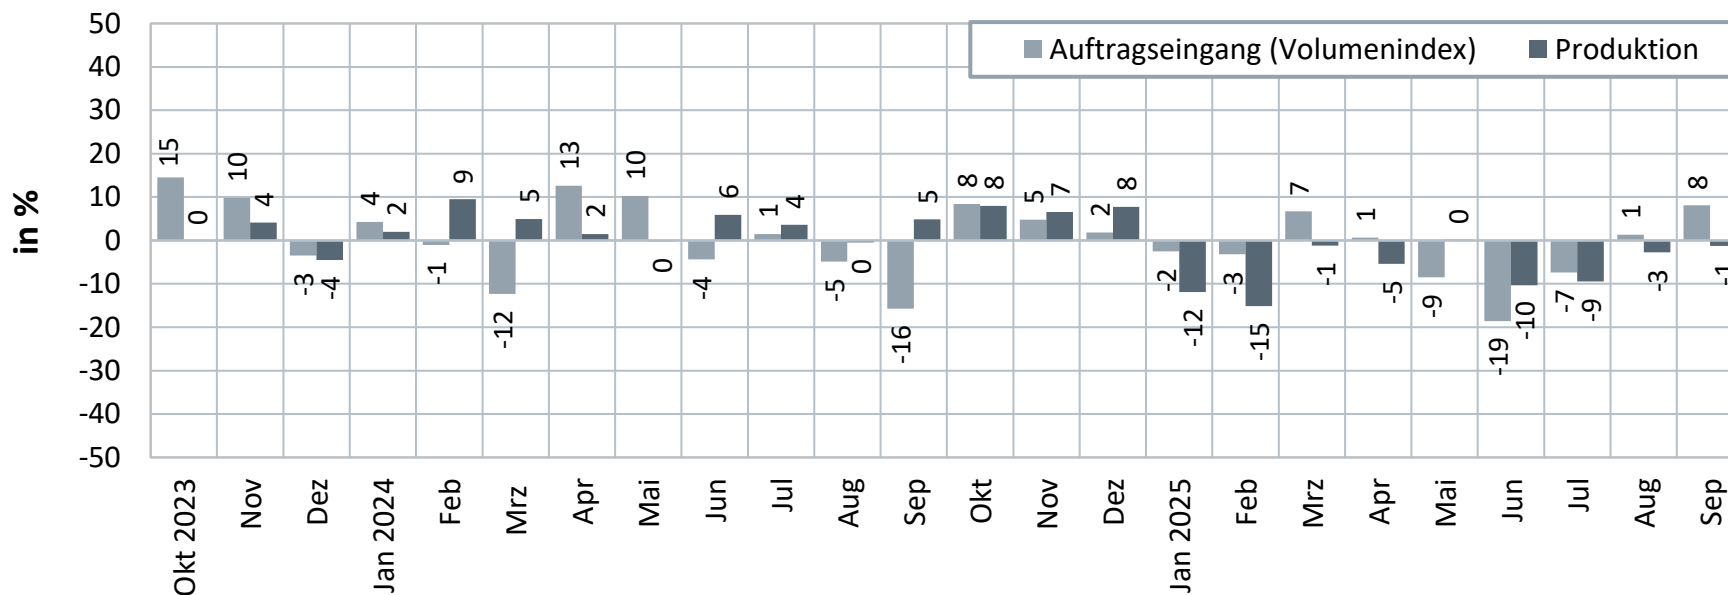 Auftragseingang (Volumenindex) Produktion
in %
50
40
30
20
10
0
-10
-20
-30
-40
-50
15 0
10 4
-3 -4
4 2
-1 9
-12 5
13 2
10 0
-4 6
1 4
-5 0
-16 5
8 8
5 7
2 8
-2 -12
-3 -15
7 -1
1 -5
-9 0
-19 -10
-7 -9
1 -3
8 -1
Okt 2023
Nov
Dez
Jan 2024
Feb
Mrz
Apr
Mai
Jun
Jul
Aug
Sep
Okt
Nov
Dez
Jan 2025
Feb
Mrz
Apr
Mai
Jun
Jul
Aug
Sep